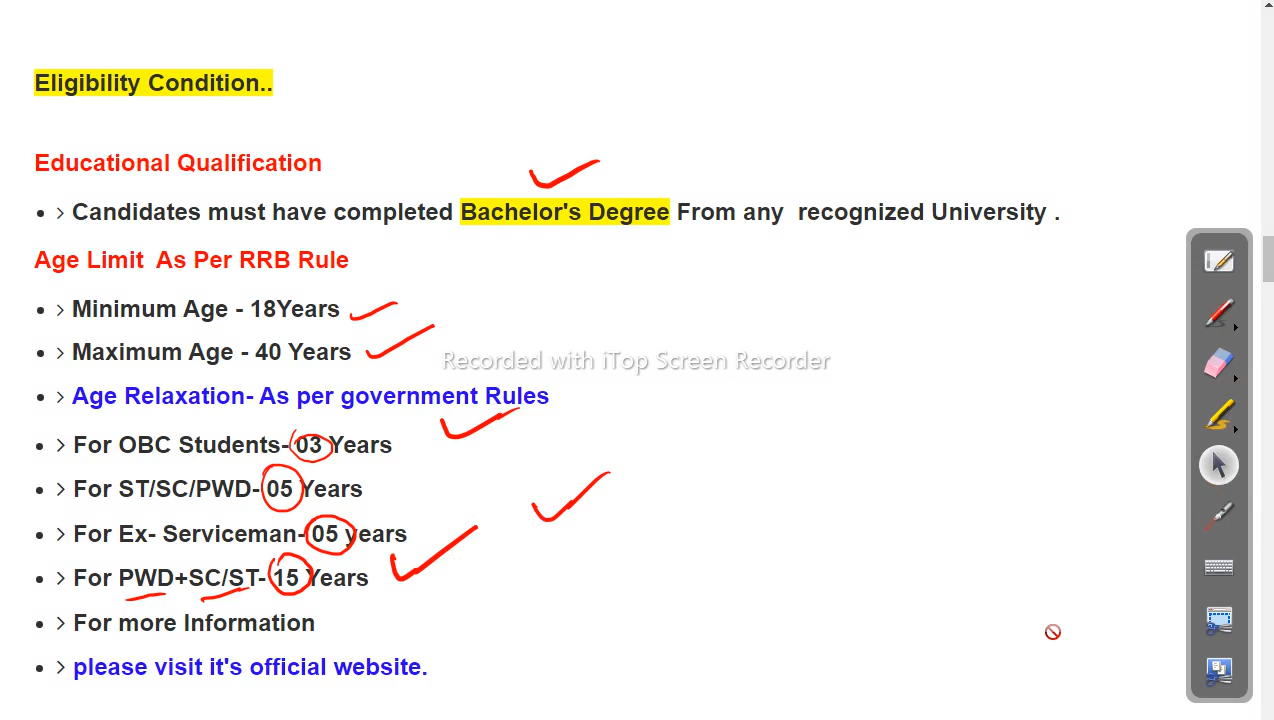 Eligibility Condition..
Educational Qualification
> Candidates must have completed Bachelor's Degree From any  recognized University .
Age Limit  As Per RRB Rule
> Minimum Age - 18Years
> Maximum Age - 40 Years
Recorded with iTop Screen Recorder
> Age Relaxation- As per government Rules
> For OBC Students- 03 Years
> For ST/SC/PWD- 05 Years
> For Ex- Serviceman- 05 years
> For PWD+SC/ST- 15 Years
> For more Information
> please visit it's official website.